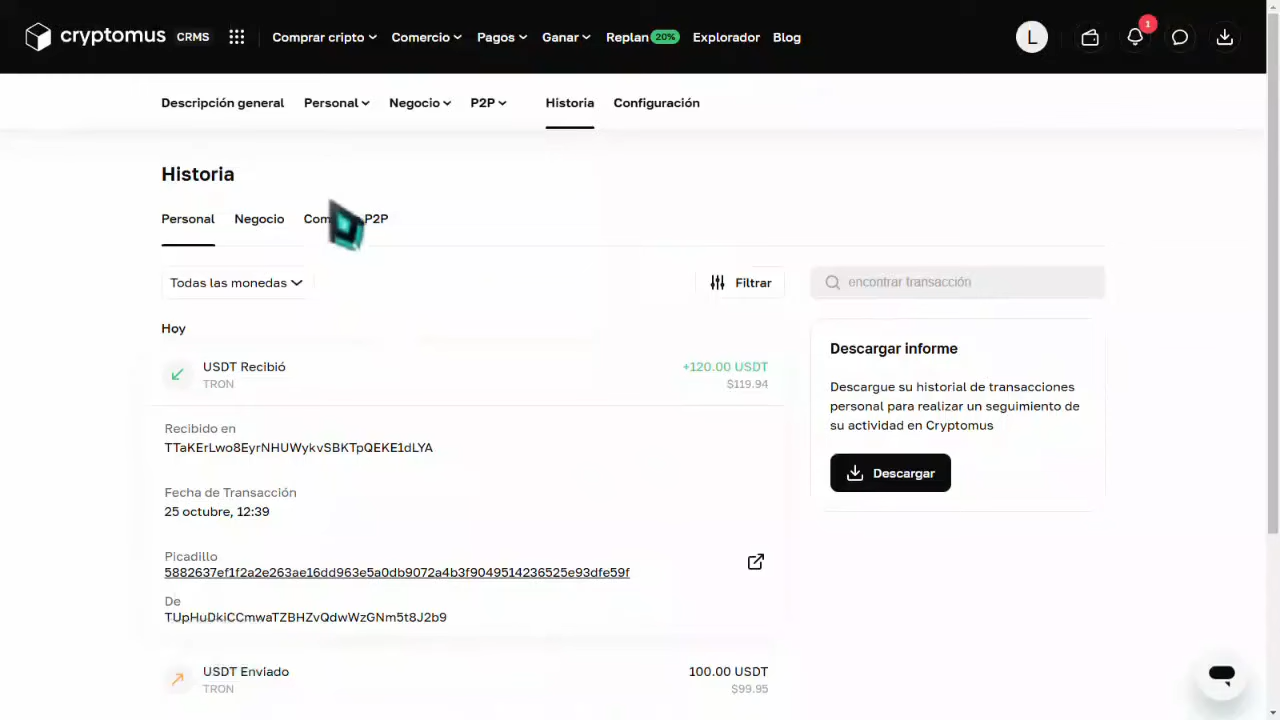 cryptomus CRMS Comprar cripto Comercio Pagos Ganar Replan 20% Explorador Blog L 1
Descripción general Personal Negocio P2P Historia Configuración
Historia
Personal Negocio P2P
Todas las monedas Filtrar encontrar transacción
Hoy
USDT Recibió +120.00 USDT
TRON $119.94
Descargar informe
Descargue su historial de transacciones
personal para realizar un seguimiento de
su actividad en Cryptomus
Descargar
Recibido en
TTaKErLwo8EyrNHUWykvSBKTpQEKE1dLYA
Fecha de Transacción
25 octubre, 12:39
Picadillo
5882637ef1f2a2e263ae16dd963e5a0db9072a4b3f9049514236525e93dfe59f
De
TUpHuDkiCCmwaTZBHZvQdwWzGNm5t8J2b9
USDT Enviado 100.00 USDT
TRON $99.95